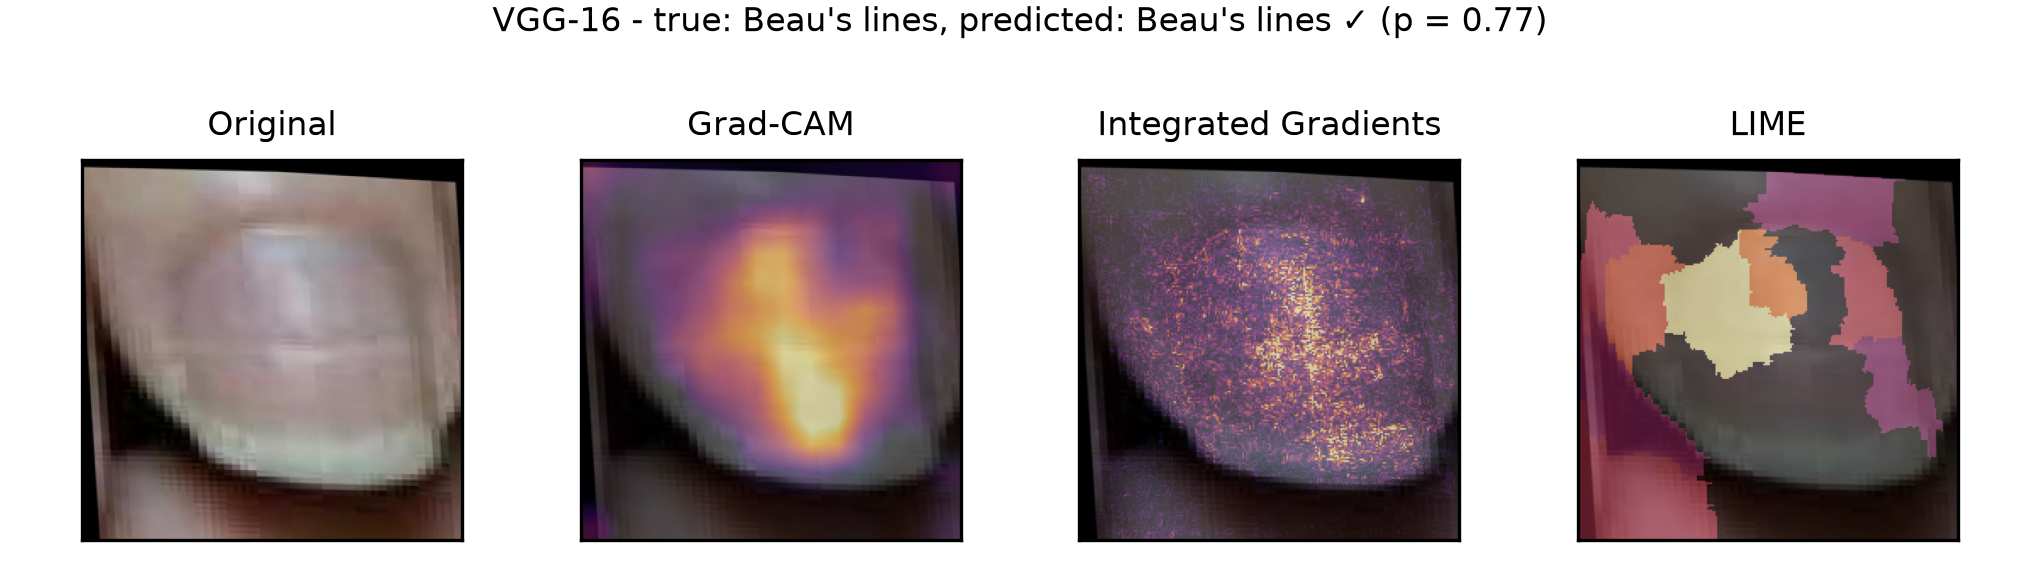 VGG-16 - true: Beau's lines, predicted: Beau's lines ✓ (p = 0.77)
Original
Grad-CAM
Integrated Gradients
LIME